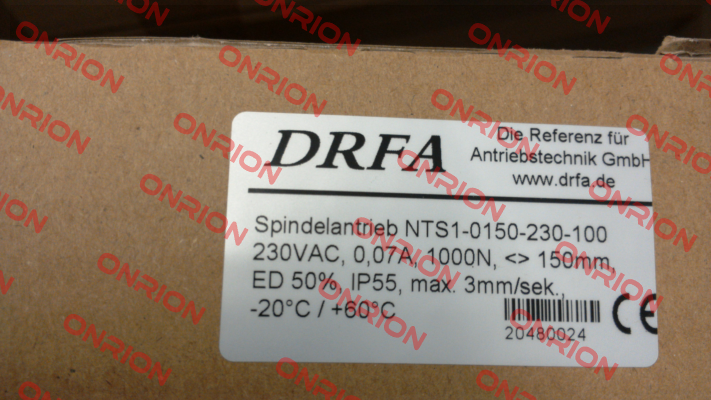 DRFA
Die Referenz für
Antriebstechnik GmbH
www.drfa.de
Spindelantrieb NTS1-0150-230-100
230VAC, 0,07A, 1000N, <> 150mm,
ED 50%, IP55, max. 3mm/sek.,
-20°C / +60°C
20480024
CE
ONRION